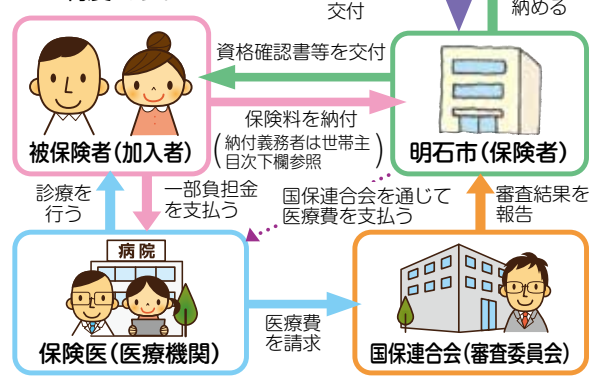 交付
納める
資格確認書等を交付
保険料を納付
(納付義務者は世帯主
目次下欄参照)
被保険者(加入者)
明石市(保険者)
診療を
行う
一部負担金
を支払う
国保連合会を通じて
医療費を支払う
審査結果を
報告
病院
保険医(医療機関)
医療費
を請求
国保連合会(審査委員会)